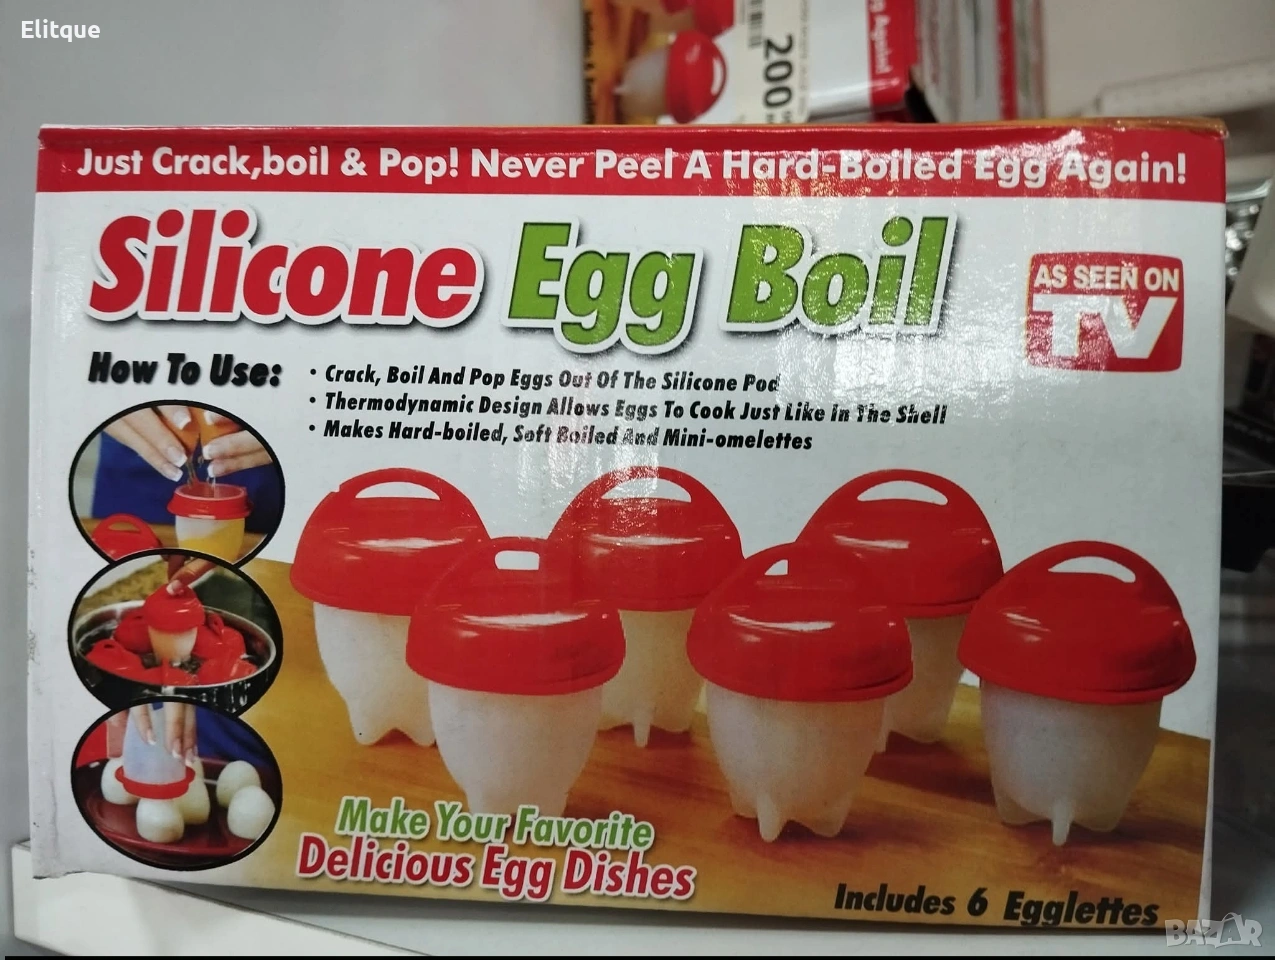 Elitque
200
Again!
Just Crack,boil & Pop! Never Peel A Hard-Boiled Egg Again!
Silicone Egg Boil
AS SEEN ON
TV
How To Use:
• Crack, Boil And Pop Eggs Out Of The Silicone Pod
• Thermodynamic Design Allows Eggs To Cook Just Like In The Shell
• Makes Hard-boiled, Soft Boiled And Mini-omelettes
Make Your Favorite
Delicious Egg Dishes
Includes 6 Egglettes
BAZAR